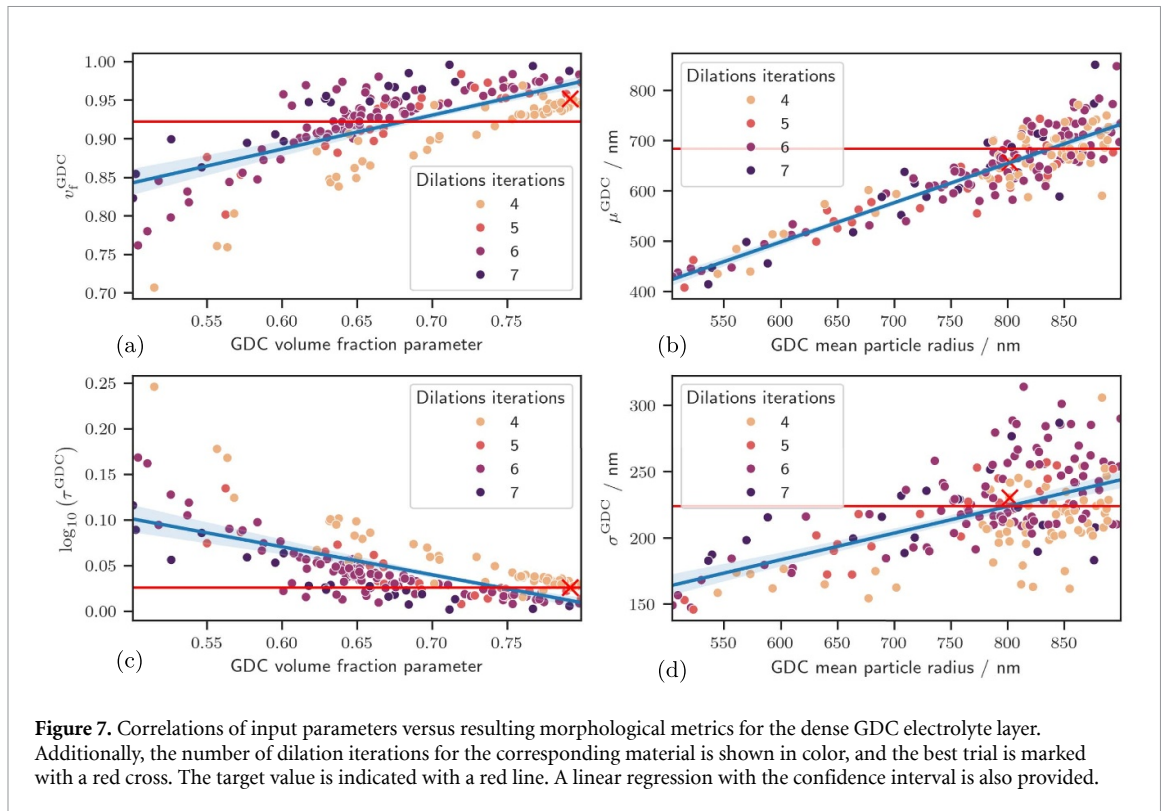 1.00
0.95
0.90
0.85
0.80
0.75
0.70
v_f^GDC
Dilations iterations
4
5
6
7
0.55 0.60 0.65 0.70 0.75
(a)
GDC volume fraction parameter
800
700
600
500
400
μ^GDC / nm
Dilations iterations
4
5
6
7
550 600 650 700 750 800 850
(b)
GDC mean particle radius / nm
0.25
0.20
0.15
0.10
0.05
0.00
log₁₀ (τ^GDC)
Dilations iterations
4
5
6
7
0.55 0.60 0.65 0.70 0.75
(c)
GDC volume fraction parameter
300
250
200
150
σ^GDC / nm
Dilations iterations
4
5
6
7
550 600 650 700 750 800 850
(d)
GDC mean particle radius / nm
Figure 7. Correlations of input parameters versus resulting morphological metrics for the dense GDC electrolyte layer.
Additionally, the number of dilation iterations for the corresponding material is shown in color, and the best trial is marked
with a red cross. The target value is indicated with a red line. A linear regression with the confidence interval is also provided.